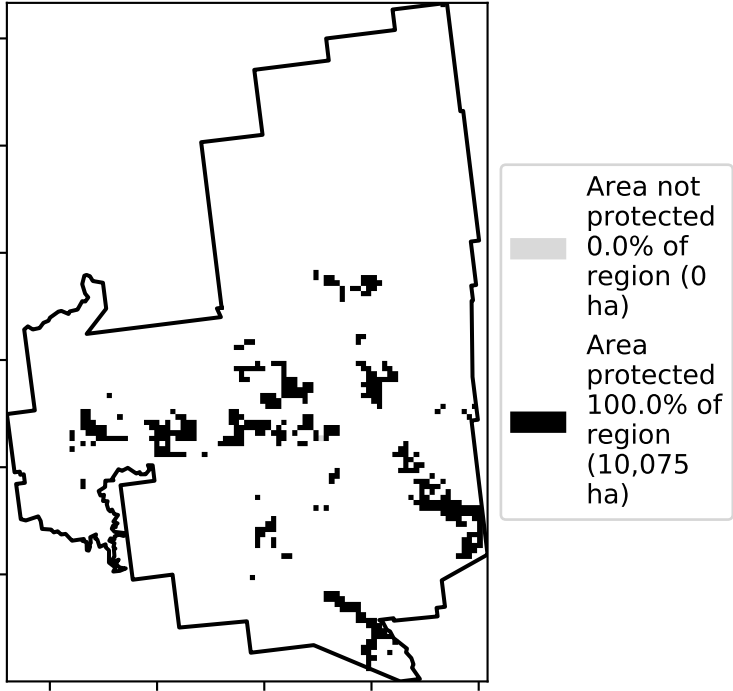 Area not
protected
0.0% of
region (0
ha)
Area
protected
100.0% of
region
(10,075
ha)